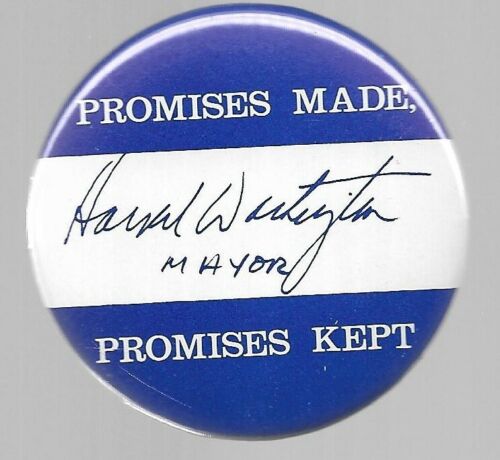 PROMISES MADE,
Harold Washington
MAYOR
PROMISES KEPT